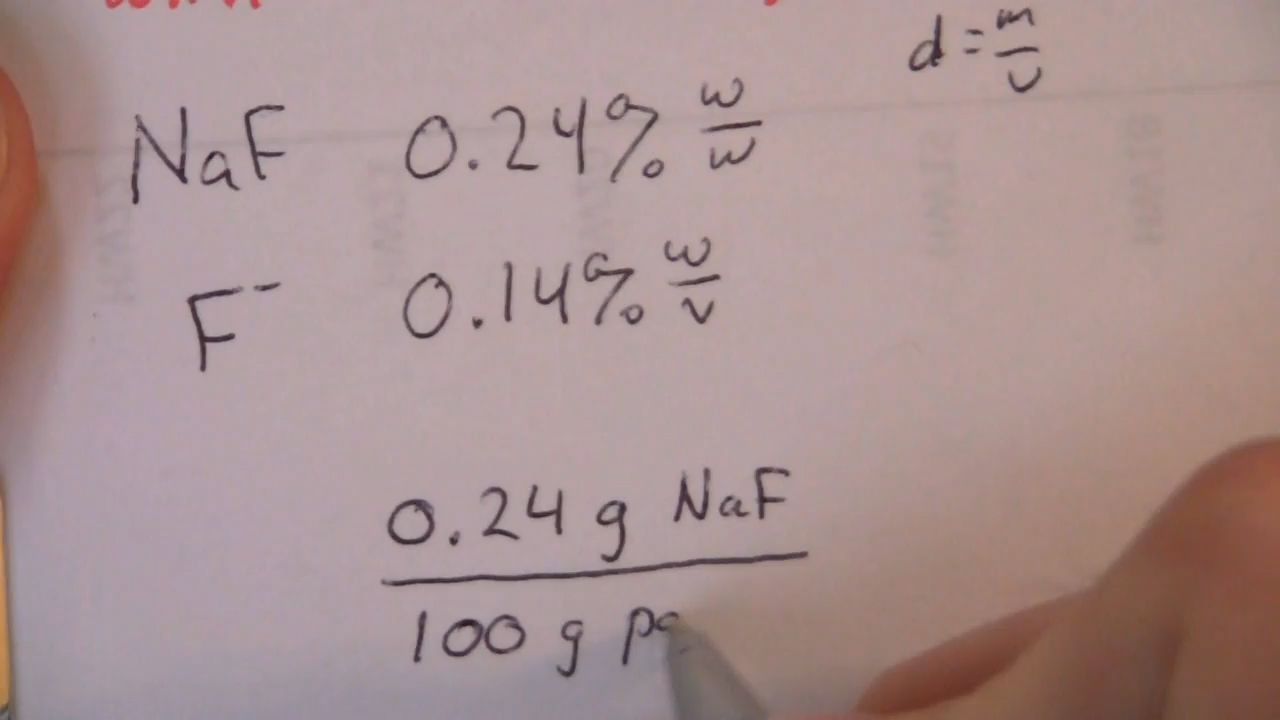 d = m/v
NaF 0.24% w/w
F⁻ 0.14% w/v
0.24 g NaF
100 g